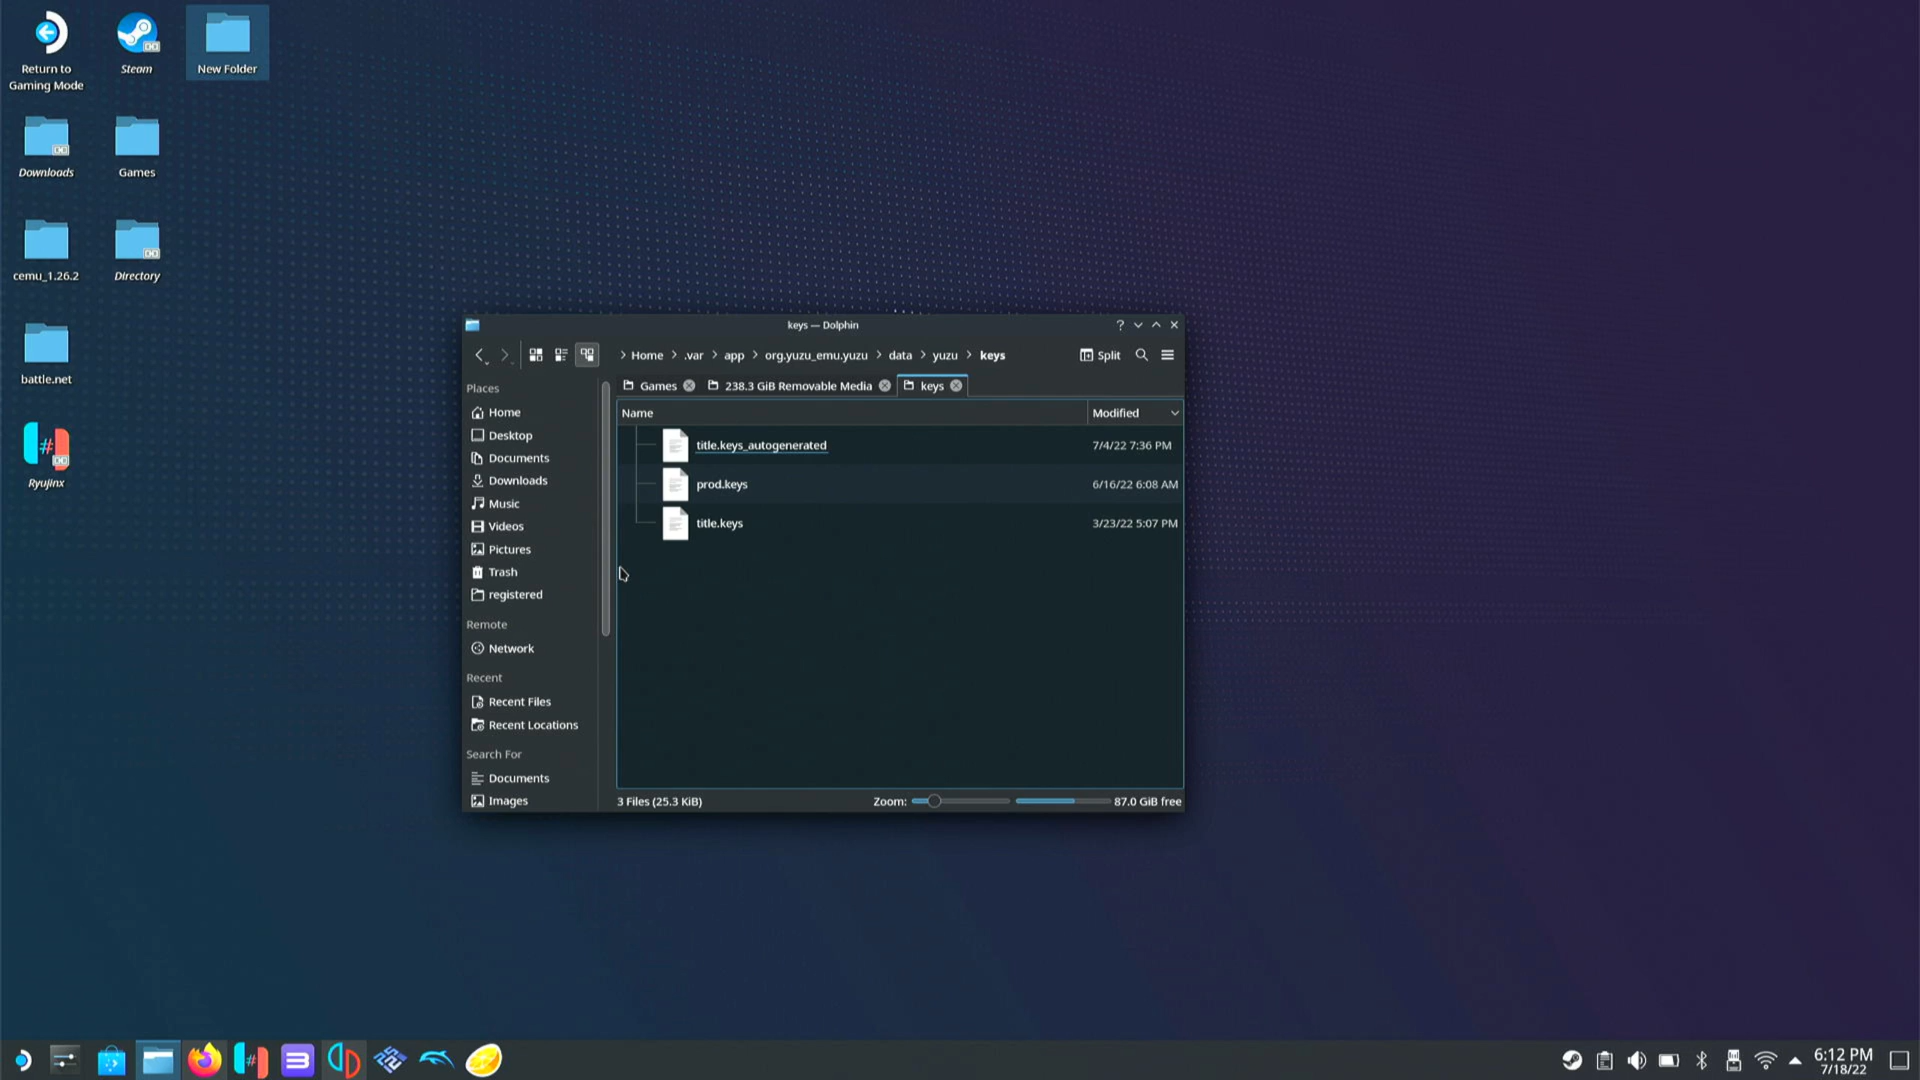 Return to
Gaming Mode
Steam
New Folder
Downloads
Games
cemu_1.26.2
Directory
battle.net
Ryujinx
keys — Dolphin
Home
.var
app
org.yuzu_emu.yuzu
data
yuzu
keys
Split
Places
Home
Desktop
Documents
Downloads
Music
Videos
Pictures
Trash
registered
Remote
Network
Recent
Recent Files
Recent Locations
Search For
Documents
Images
Games
238.3 GiB Removable Media
keys
Name
Modified
title.keys_autogenerated
7/4/22 7:36 PM
prod.keys
6/16/22 6:08 AM
title.keys
3/23/22 5:07 PM
3 Files (25.3 KiB)
Zoom:
87.0 GiB free
6:12 PM
7/18/22